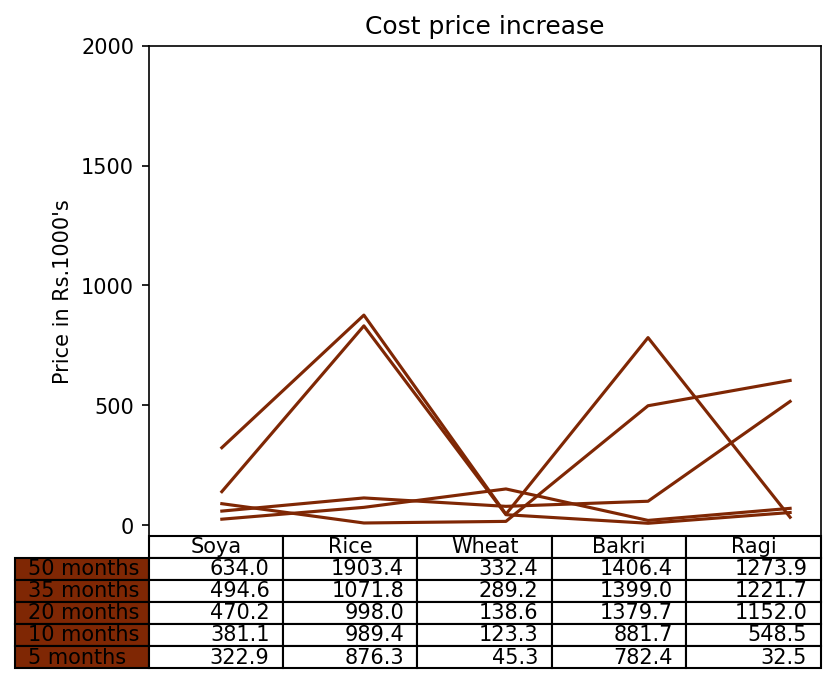 Cost price increase
2000
1500
1000
500
0
Price in Rs.1000's
Soya Rice Wheat Bakri Ragi
50 months 634.0 1903.4 332.4 1406.4 1273.9
35 months 494.6 1071.8 289.2 1399.0 1221.7
20 months 470.2 998.0 138.6 1379.7 1152.0
10 months 381.1 989.4 123.3 881.7 548.5
5 months 322.9 876.3 45.3 782.4 32.5